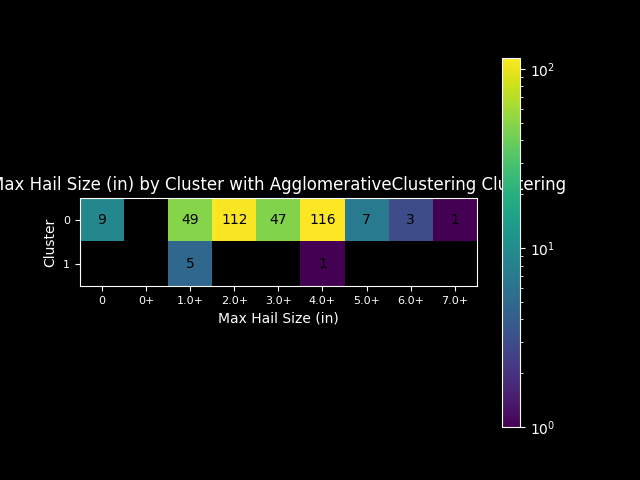 Max Hail Size (in) by Cluster with AgglomerativeClustering Clustering
Cluster
0 9 49 112 47 116 7 3 1
1 5 1
0 0+ 1.0+ 2.0+ 3.0+ 4.0+ 5.0+ 6.0+ 7.0+
Max Hail Size (in)
10²
10¹
10⁰